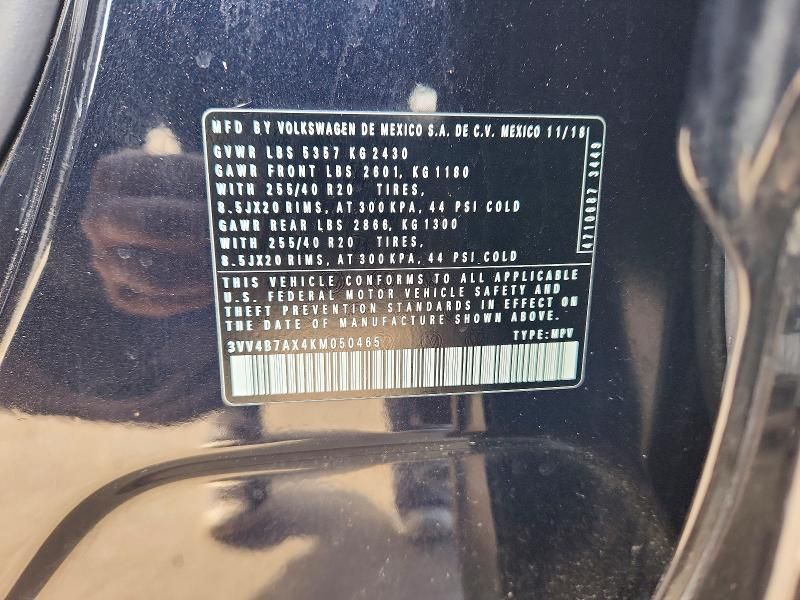 MFD BY VOLKSWAGEN DE MEXICO S.A. DE C.V. MEXICO 11/18
GVWR LBS 5357 KG 2430
GAWR FRONT LBS 2601, KG 1180
WITH 255/40 R20 TIRES,
8.5JX20 RIMS, AT 300 KPA, 44 PSI COLD
GAWR REAR LBS 2866, KG 1300
WITH 255/40 R20 TIRES,
8.5JX20 RIMS, AT 300 KPA, 44 PSI COLD
4710687 3449
THIS VEHICLE CONFORMS TO ALL APPLICABLE
U.S. FEDERAL MOTOR VEHICLE SAFETY AND
THEFT PREVENTION STANDARDS IN EFFECT ON
THE DATE OF MANUFACTURE SHOWN ABOVE.
3VV4B7AX4KM050465 TYPE: MPV